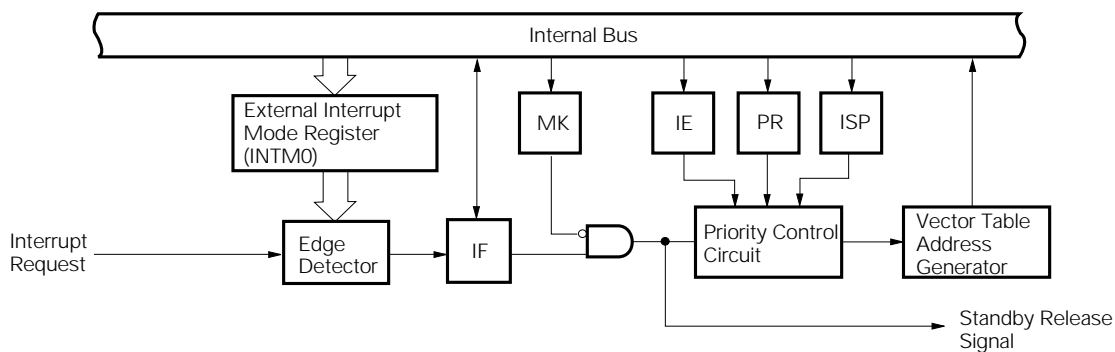 Internal Bus
External Interrupt
Mode Register
(INTM0)
MK
IE
PR
ISP
Interrupt
Request
Edge
Detector
IF
Priority Control
Circuit
Vector Table
Address
Generator
Standby Release
Signal